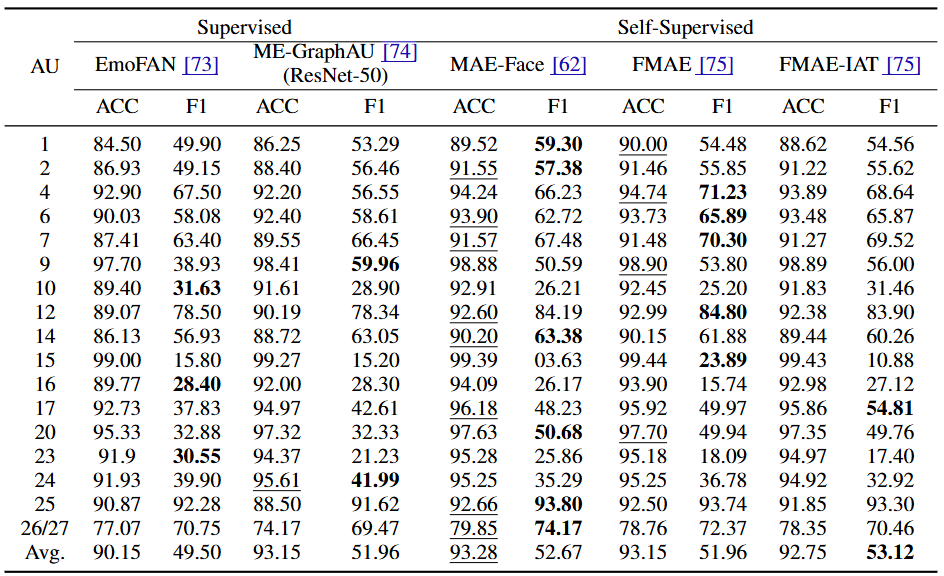 Supervised Self-Supervised
AU EmoFAN [73] ME-GraphAU [74] (ResNet-50) MAE-Face [62] FMAE [75] FMAE-IAT [75]
ACC F1 ACC F1 ACC F1 ACC F1 ACC F1
1 84.50 49.90 86.25 53.29 89.52 59.30 90.00 54.48 88.62 54.56
2 86.93 49.15 88.40 56.46 91.55 57.38 91.46 55.85 91.22 55.62
4 92.90 67.50 92.20 56.55 94.24 66.23 94.74 71.23 93.89 68.64
6 90.03 58.08 92.40 58.61 93.90 62.72 93.73 65.89 93.48 65.87
7 87.41 63.40 89.55 66.45 91.57 67.48 91.48 70.30 91.27 69.52
9 97.70 38.93 98.41 59.96 98.88 50.59 98.90 53.80 98.89 56.00
10 89.40 31.63 91.61 28.90 92.91 26.21 92.45 25.20 91.83 31.46
12 89.07 78.50 90.19 78.34 92.60 84.19 92.99 84.80 92.38 83.90
14 86.13 56.93 88.72 63.05 90.20 63.38 90.15 61.88 89.44 60.26
15 99.00 15.80 99.27 15.20 99.39 03.63 99.44 23.89 99.43 10.88
16 89.77 28.40 92.00 28.30 94.09 26.17 93.90 15.74 92.98 27.12
17 92.73 37.83 94.97 42.61 96.18 48.23 95.92 49.97 95.86 54.81
20 95.33 32.88 97.32 32.33 97.63 50.68 97.70 49.94 97.35 49.76
23 91.9 30.55 94.37 21.23 95.28 25.86 95.18 18.09 94.97 17.40
24 91.93 39.90 95.61 41.99 95.25 35.29 95.25 36.78 94.92 32.92
25 90.87 92.28 88.50 91.62 92.66 93.80 92.50 93.74 91.85 93.30
26/27 77.07 70.75 74.17 69.47 79.85 74.17 78.76 72.37 78.35 70.46
Avg. 90.15 49.50 93.15 51.96 93.28 52.67 93.15 51.96 92.75 53.12